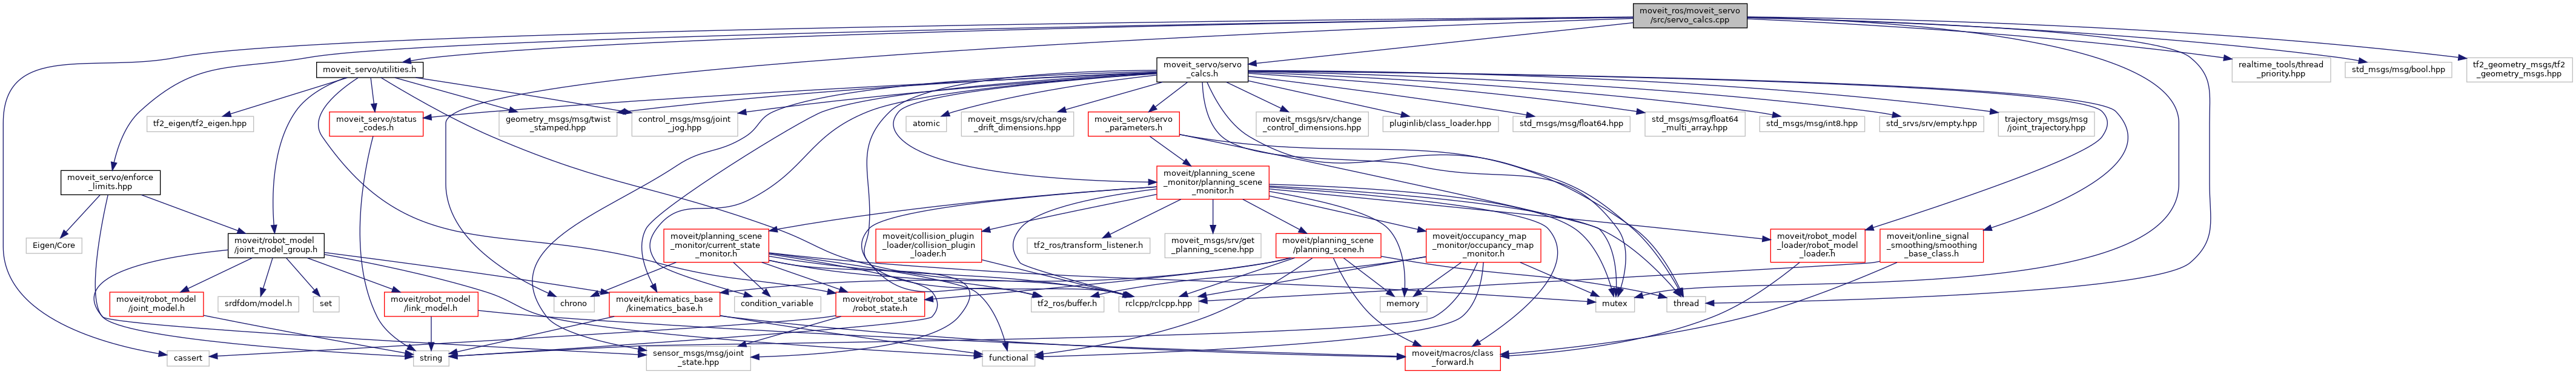 moveit_ros/moveit_servo
/src/servo_calcs.cpp
moveit_servo/utilities.h
moveit_servo/servo
_calcs.h
realtime_tools/thread
_priority.hpp
std_msgs/msg/bool.hpp
tf2_geometry_msgs/tf2
_geometry_msgs.hpp
tf2_eigen/tf2_eigen.hpp
moveit_servo/status
_codes.h
geometry_msgs/msg/twist
_stamped.hpp
control_msgs/msg/joint
_jog.hpp
atomic
moveit_msgs/srv/change
_drift_dimensions.hpp
moveit_servo/servo
_parameters.h
moveit_msgs/srv/change
_control_dimensions.hpp
pluginlib/class_loader.hpp
std_msgs/msg/float64.hpp
std_msgs/msg/float64
_multi_array.hpp
std_msgs/msg/int8.hpp
std_srvs/srv/empty.hpp
trajectory_msgs/msg
/joint_trajectory.hpp
moveit_servo/enforce
_limits.hpp
moveit/planning_scene
_monitor/planning_scene
_monitor.h
Eigen/Core
moveit/robot_model
/joint_model_group.h
moveit/planning_scene
_monitor/current_state
_monitor.h
moveit/collision_plugin
_loader/collision_plugin
_loader.h
tf2_ros/transform_listener.h
moveit_msgs/srv/get
_planning_scene.hpp
moveit/planning_scene
/planning_scene.h
moveit/occupancy_map
_monitor/occupancy_map
_monitor.h
moveit/robot_model
_loader/robot_model
_loader.h
moveit/online_signal
_smoothing/smoothing
_base_class.h
moveit/robot_model
/joint_model.h
srdfdom/model.h
set
moveit/robot_model
/link_model.h
chrono
moveit/kinematics_base
/kinematics_base.h
condition_variable
moveit/robot_state
/robot_state.h
tf2_ros/buffer.h
rclcpp/rclcpp.hpp
memory
mutex
thread
cassert
string
sensor_msgs/msg/joint
_state.hpp
functional
moveit/macros/class
_forward.h